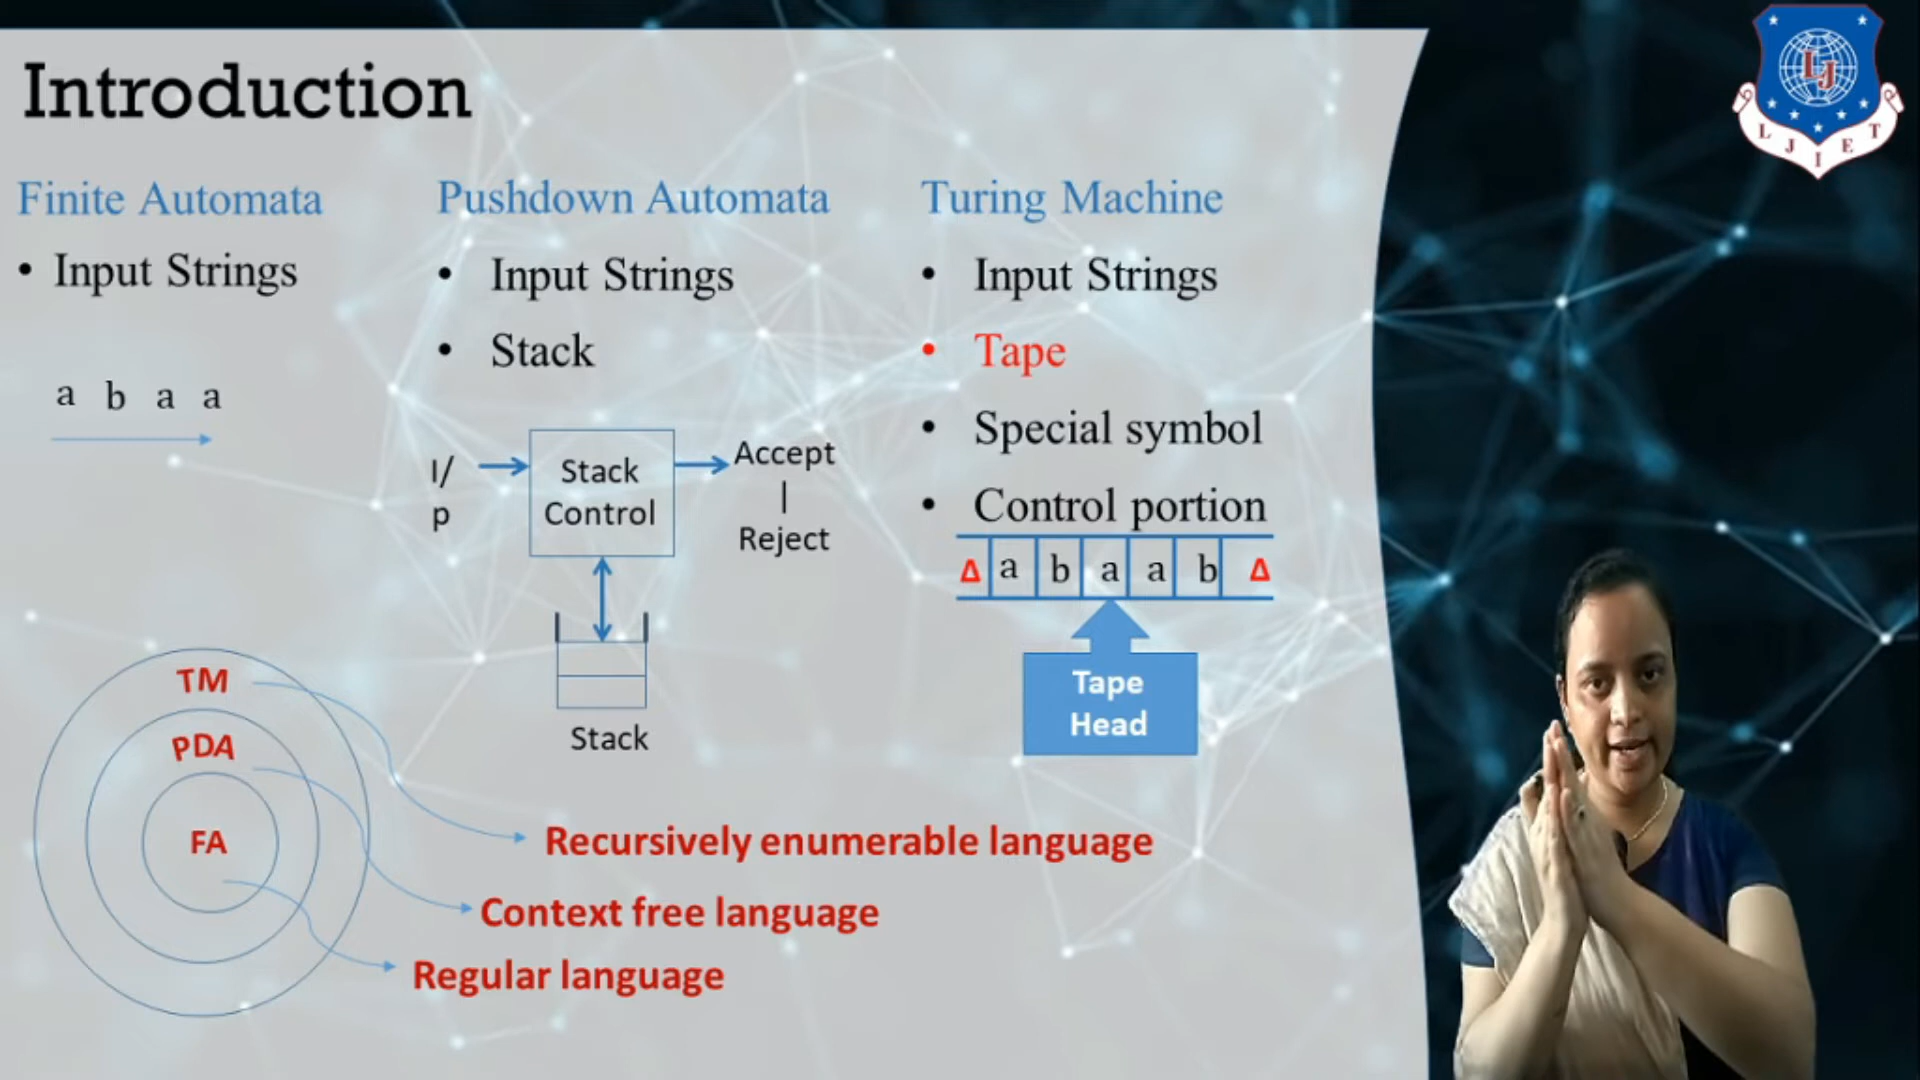 Introduction
Finite Automata
• Input Strings
a b a a
Pushdown Automata
• Input Strings
• Stack
I/
p
Stack
Control
Accept
|
Reject
Stack
Turing Machine
• Input Strings
• Tape
• Special symbol
• Control portion
Δ a b a a b Δ
Tape
Head
TM
PDA
FA
Recursively enumerable language
Context free language
Regular language
LJ
L J I E T